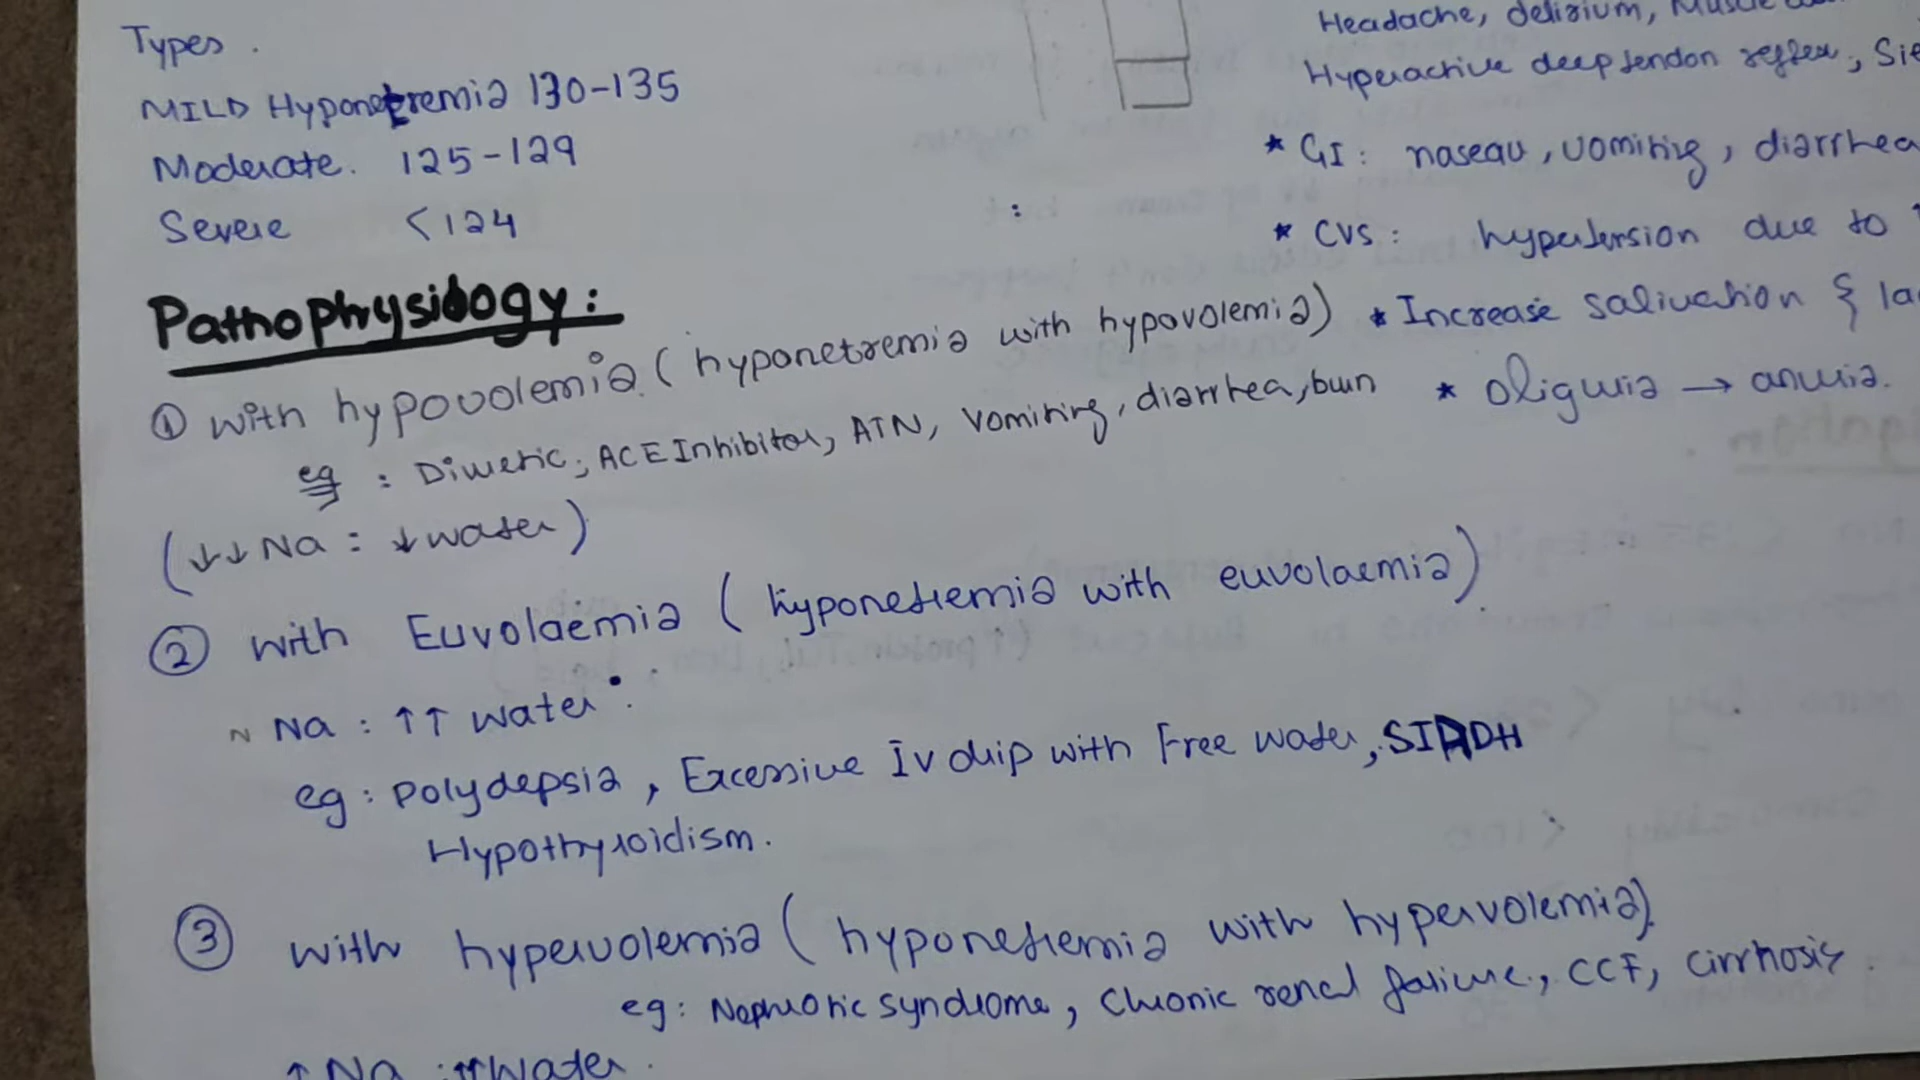 Types.
MILD Hyponetremia 130-135
Moderate. 125-129
Severe <124
Pathophysiology:
① with hypovolemia (hyponetremia with hypovolemia)
eg : Diuretic, ACE Inhibitor, ATN, vomiting, diarrhea, burn
(↓↓ Na : ↓ water)
② with Euvolaemia (hyponetremia with euvolaemia)
N Na : ↑↑ water.
eg : polydepsia, Excessive Iv drip with Free water, SIADH
Hypothyroidism.
③ with hypervolemia (hyponetremia with hypervolemia).
eg : Nephrotic syndrome, Chronic renal failure, CCF, cirrhosis.
↑ Na : ↑↑ Water.
Headache, delirium, Muscle
Hyperactive deep tendon reflex,
* GI : naseau, vomiting, diarrhea
* CVS : hypertension due to ↑
* Increase salivation &
* Oliguria → anuria.